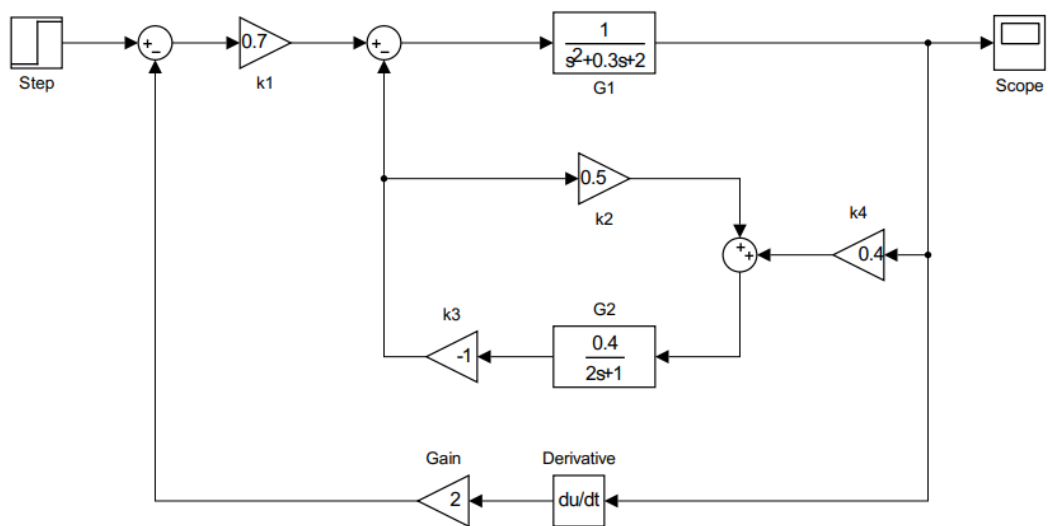 Step
+
−
0.7
k1
+
−
1
s²+0.3s+2
G1
Scope
0.5
k2
k4
+
+
0.4
k3
-1
G2
0.4
2s+1
Gain
2
Derivative
du/dt